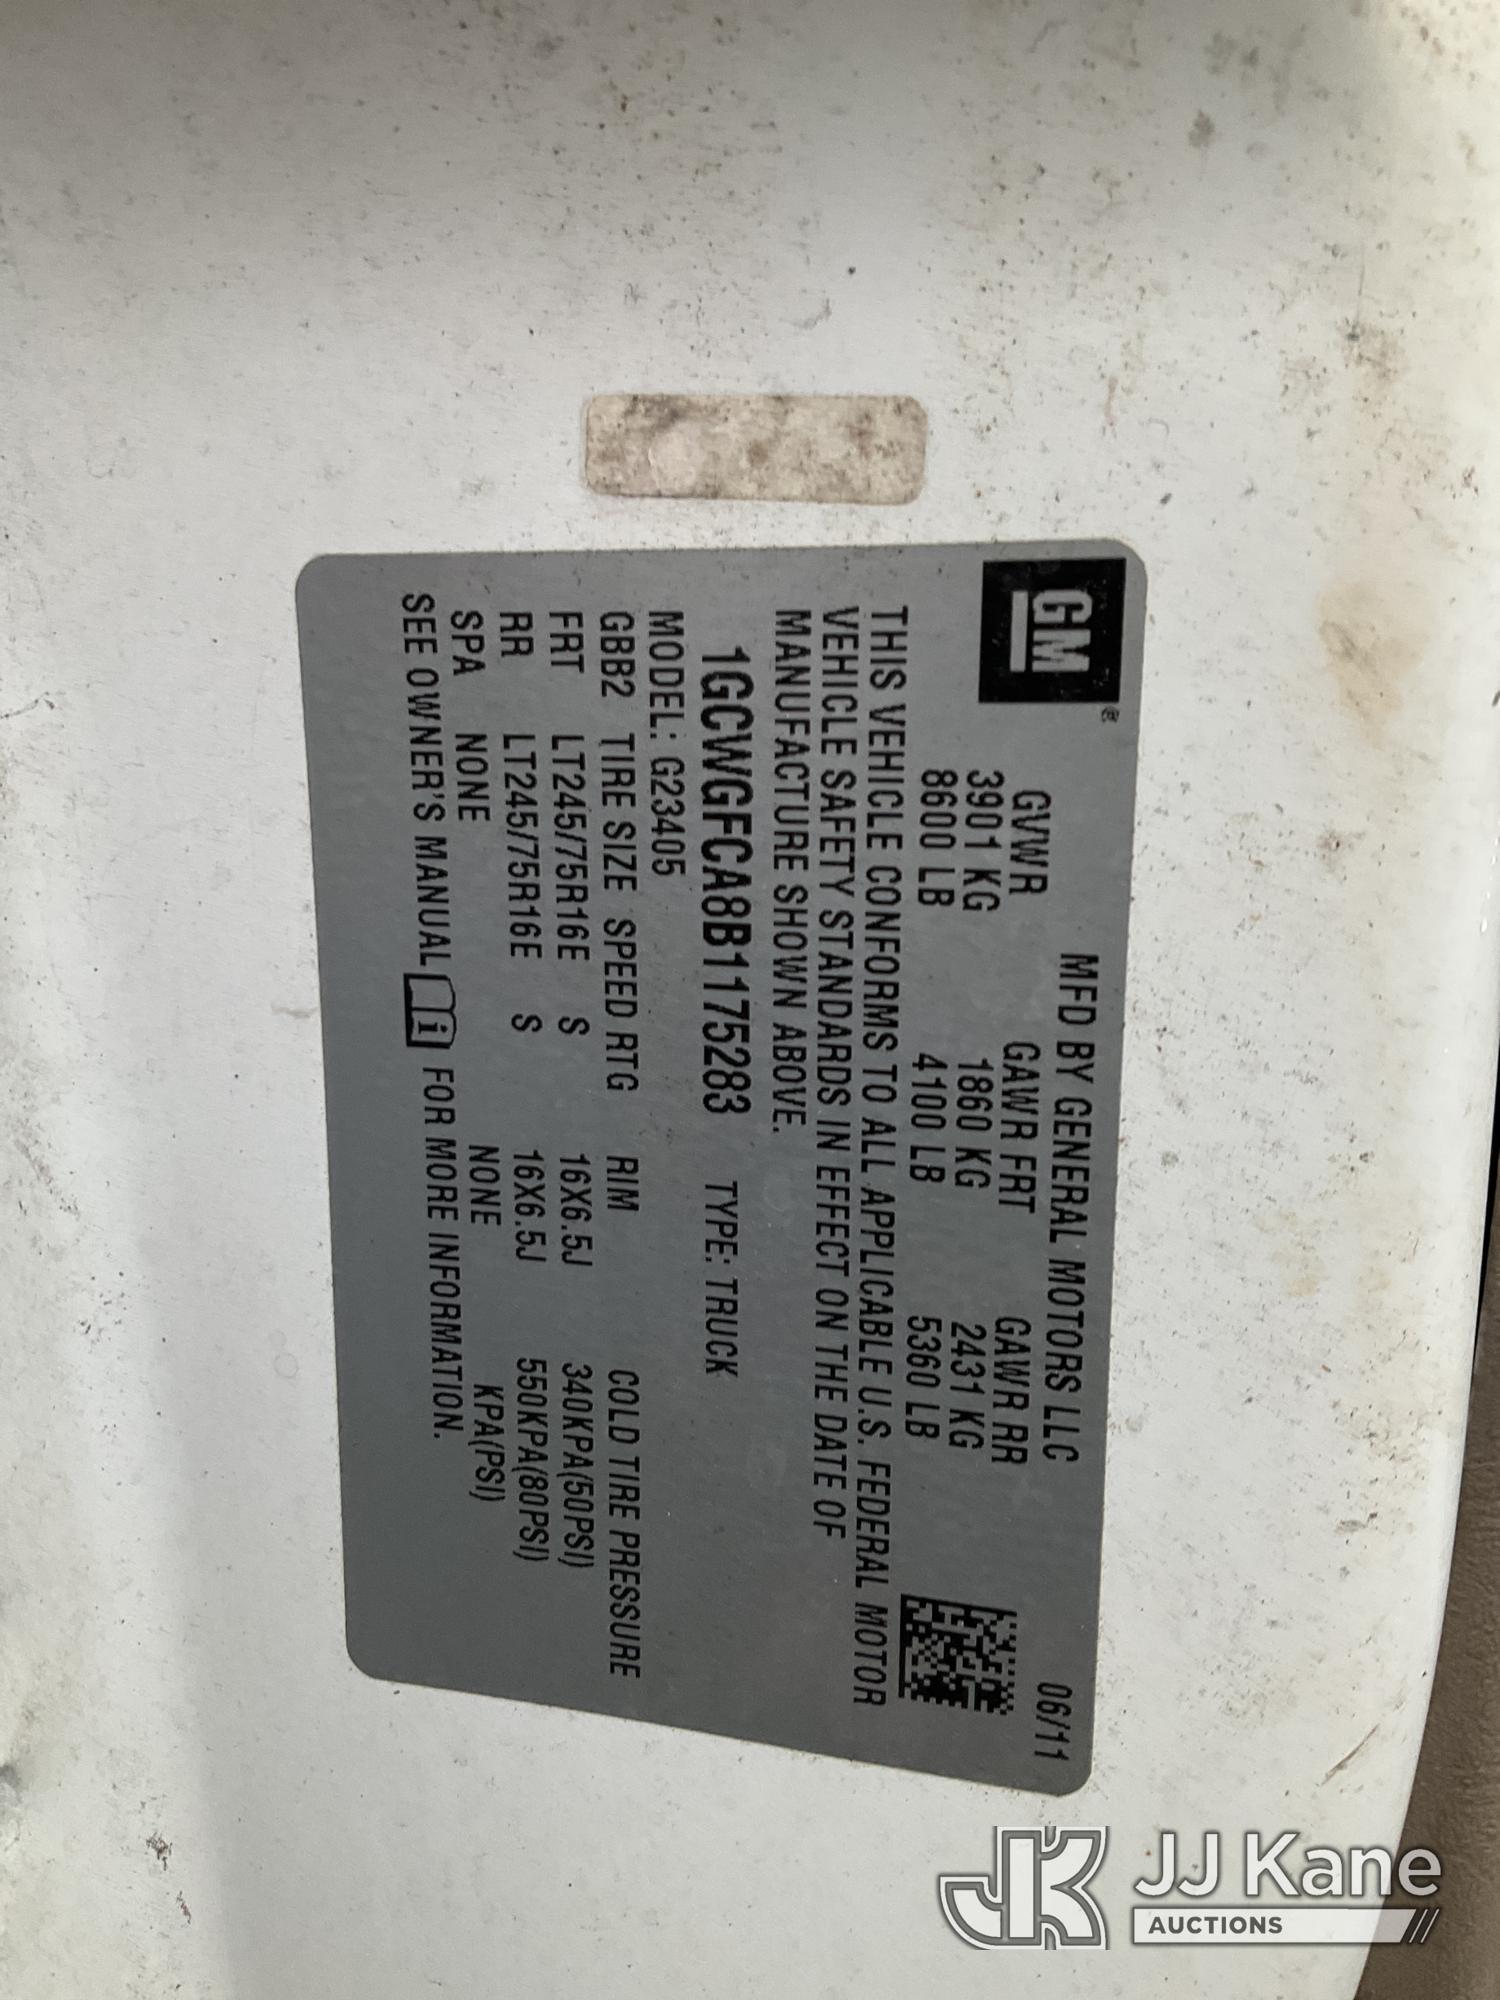 GM®
MFD BY GENERAL MOTORS LLC 06/11
GVWR GAWR FRT GAWR RR
3901 KG 1860 KG 2431 KG
8600 LB 4100 LB 5360 LB
THIS VEHICLE CONFORMS TO ALL APPLICABLE U.S. FEDERAL MOTOR
VEHICLE SAFETY STANDARDS IN EFFECT ON THE DATE OF
MANUFACTURE SHOWN ABOVE.
1GCWGFCA8B1175283 TYPE: TRUCK
MODEL: G23405
GBB2 TIRE SIZE SPEED RTG RIM COLD TIRE PRESSURE
FRT LT245/75R16E S 16X6.5J 340KPA(50PSI)
RR LT245/75R16E S 16X6.5J 550KPA(80PSI)
SPA NONE NONE KPA(PSI)
SEE OWNER'S MANUAL i FOR MORE INFORMATION.
JK JJ Kane
AUCTIONS